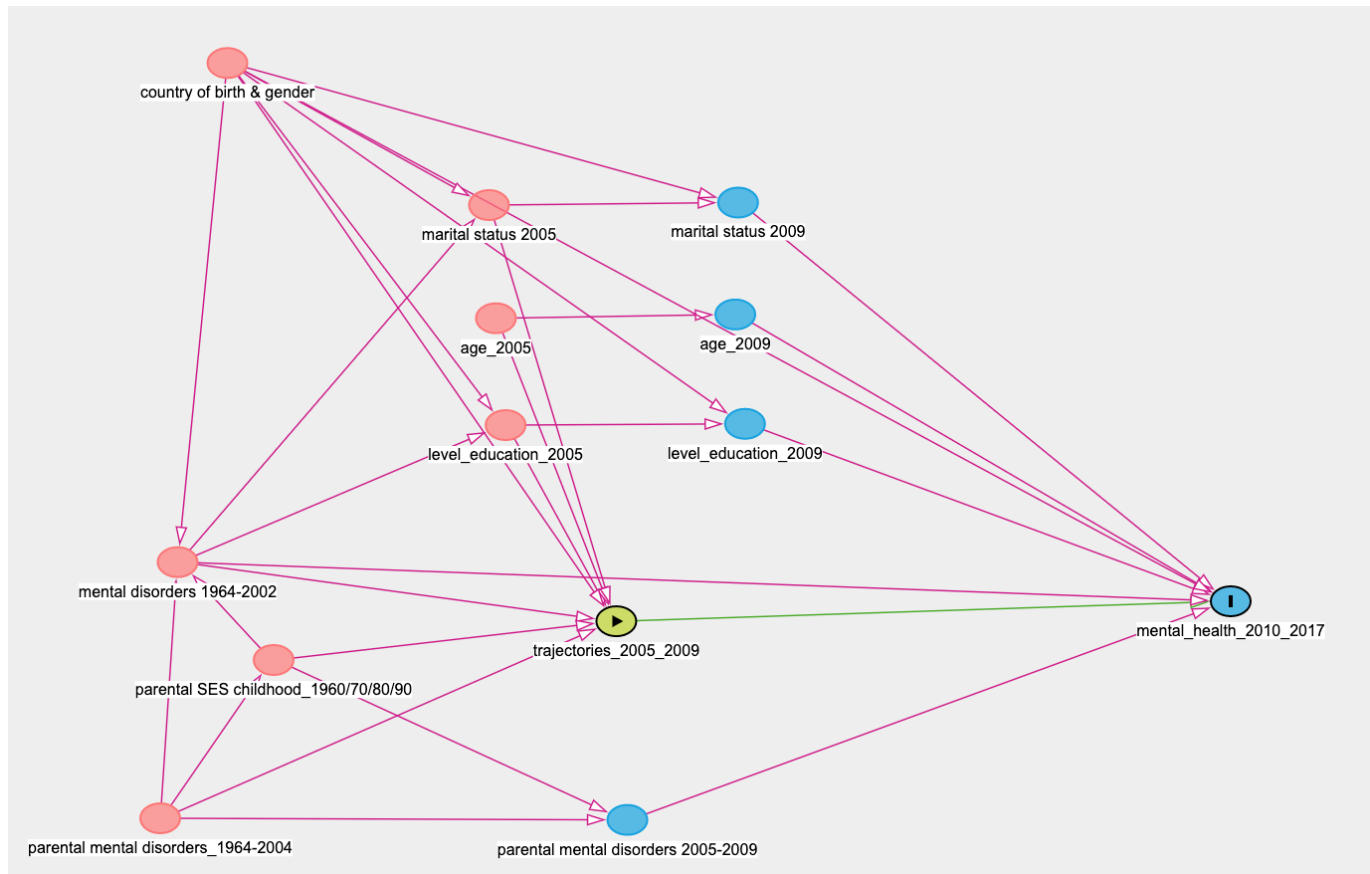 country of birth & gender
marital status 2005
marital status 2009
age_2005
age_2009
level_education_2005
level_education_2009
mental disorders 1964-2002
trajectories_2005_2009
mental_health_2010_2017
parental SES childhood_1960/70/80/90
parental mental disorders_1964-2004
parental mental disorders 2005-2009